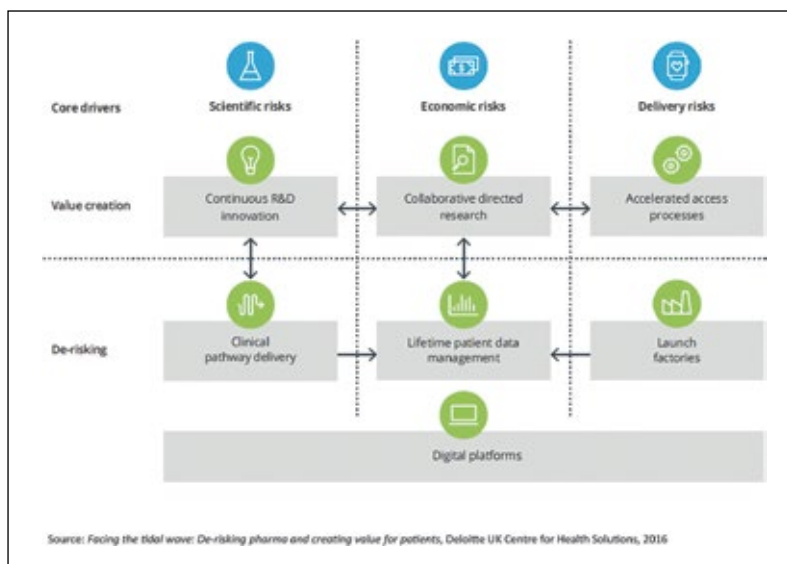 Core drivers
Scientific risks
Economic risks
Delivery risks
Value creation
Continuous R&D
innovation
Collaborative directed
research
Accelerated access
processes
De-risking
Clinical
pathway delivery
Lifetime patient data
management
Launch
factories
Digital platforms
Source: Facing the tidal wave: De-risking pharma and creating value for patients, Deloitte UK Centre for Health Solutions, 2016